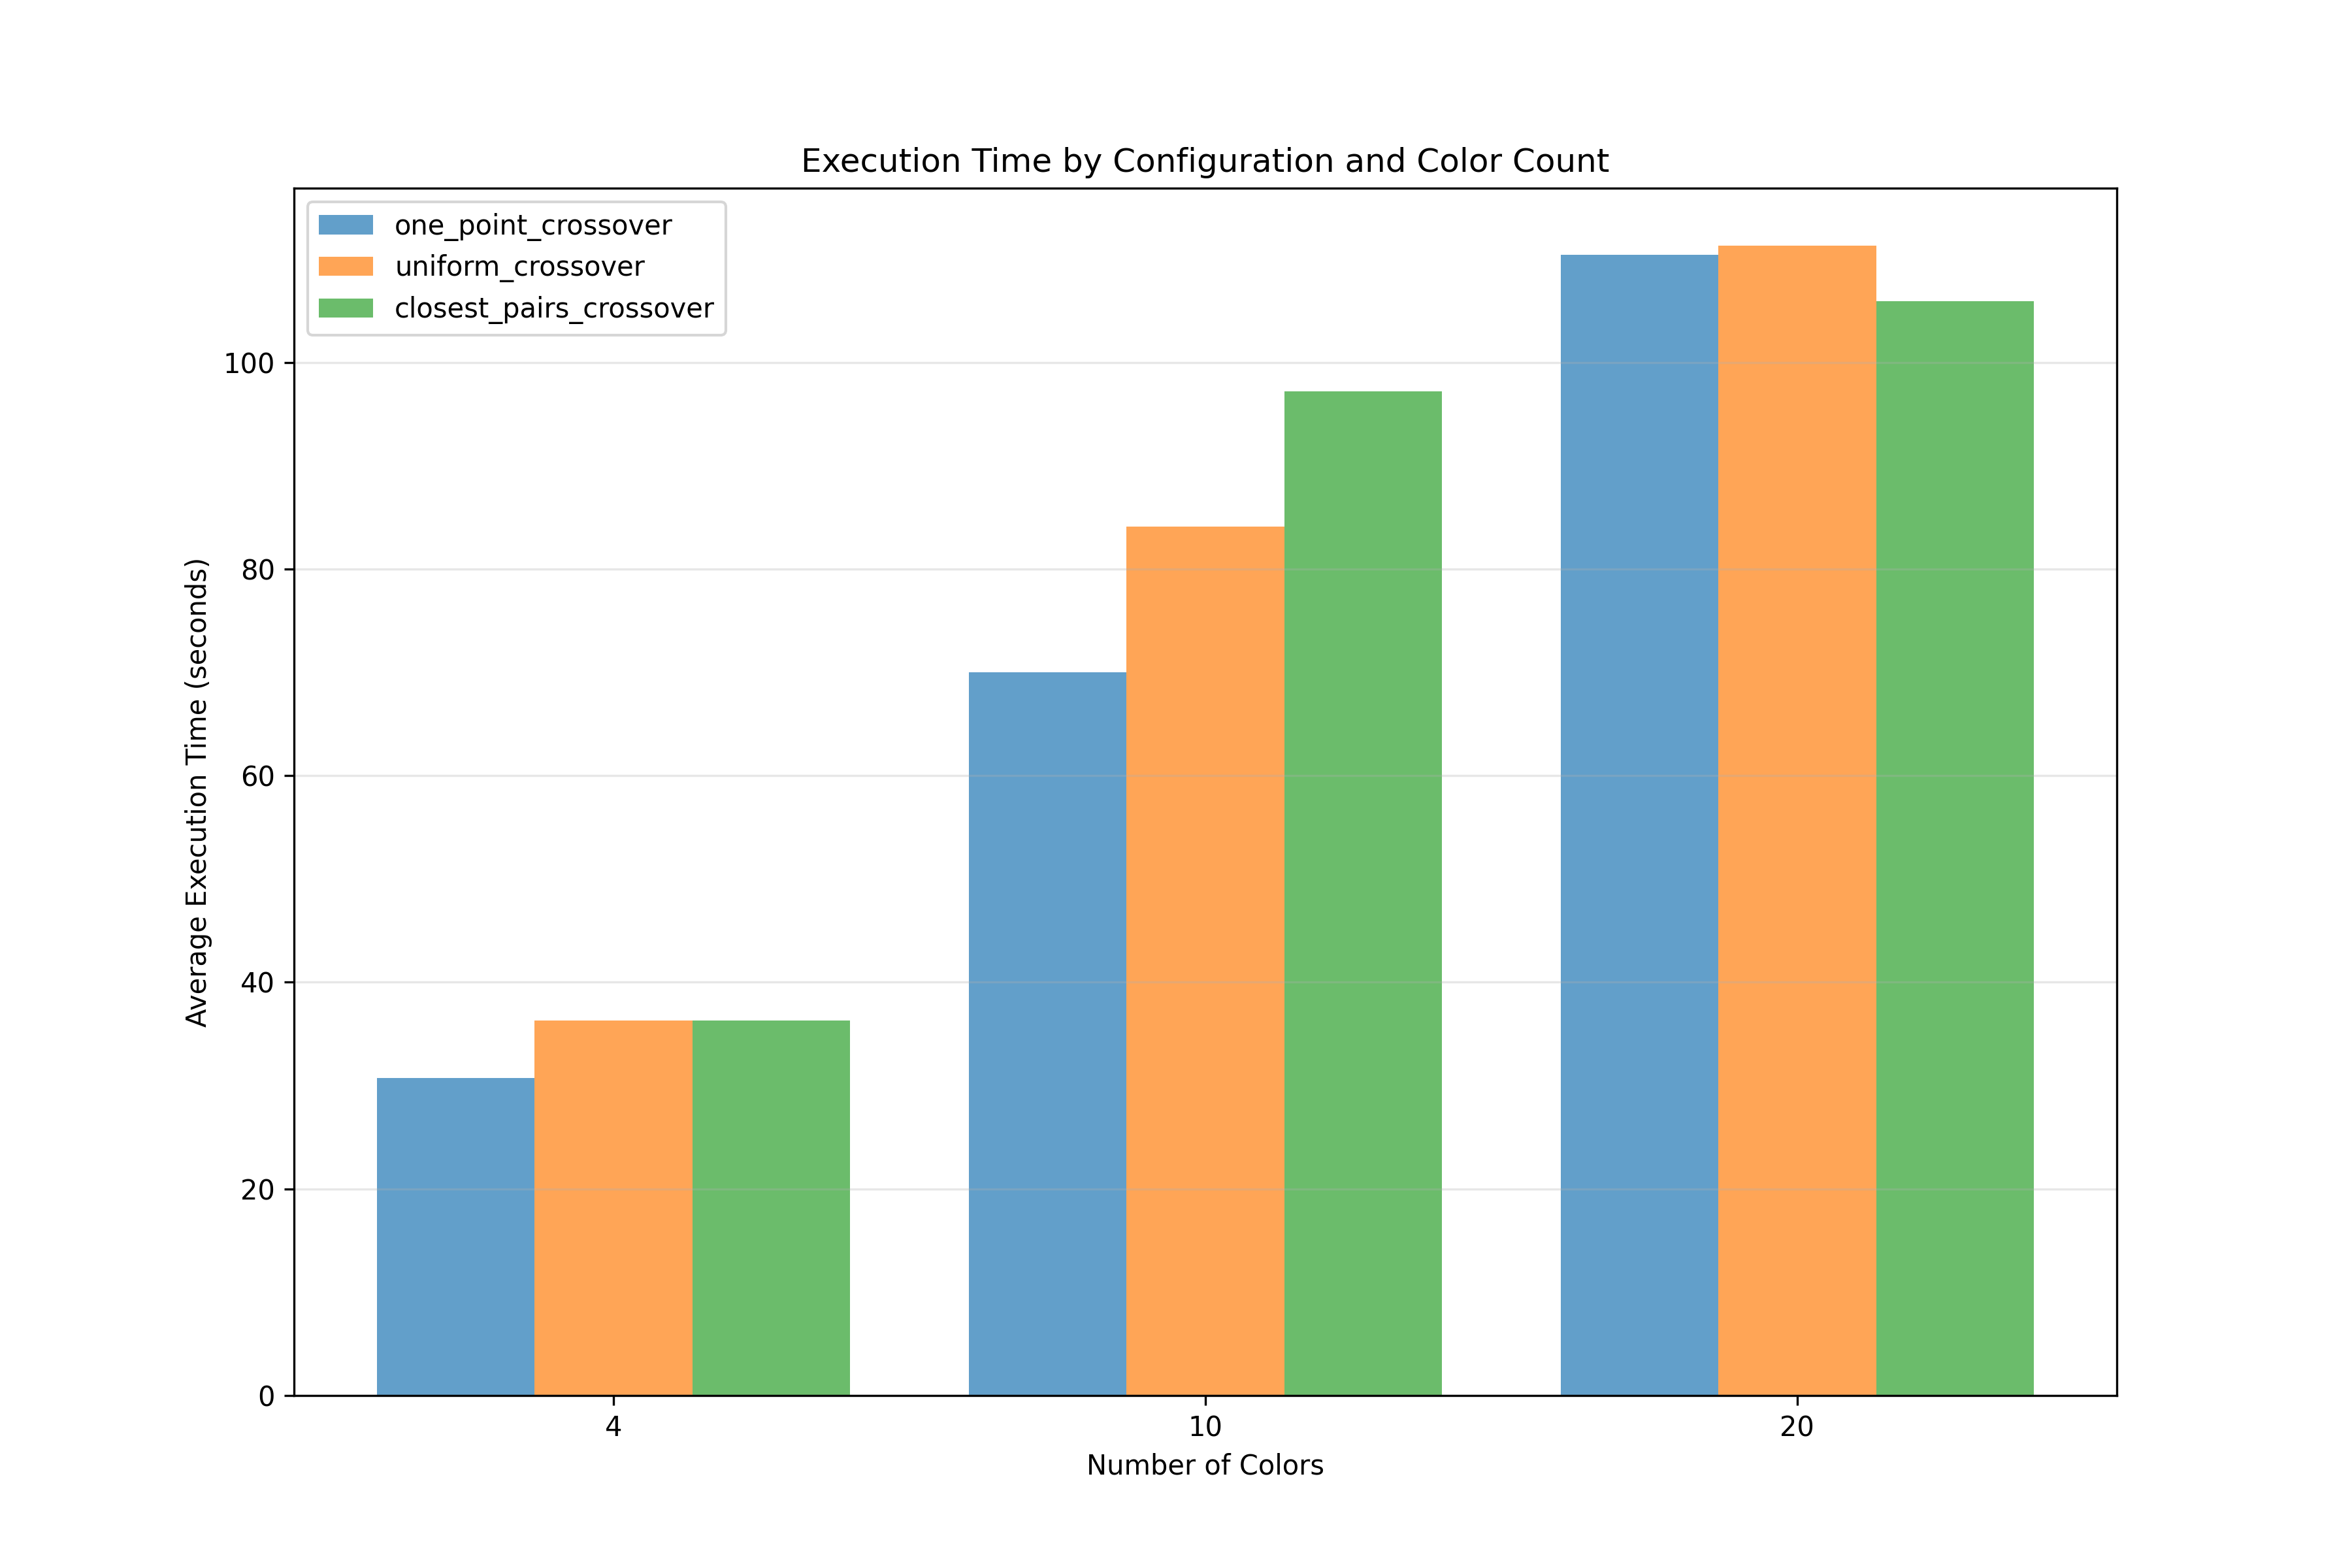 Execution Time by Configuration and Color Count
one_point_crossover
uniform_crossover
closest_pairs_crossover
Average Execution Time (seconds)
100
80
60
40
20
0
4
10
20
Number of Colors